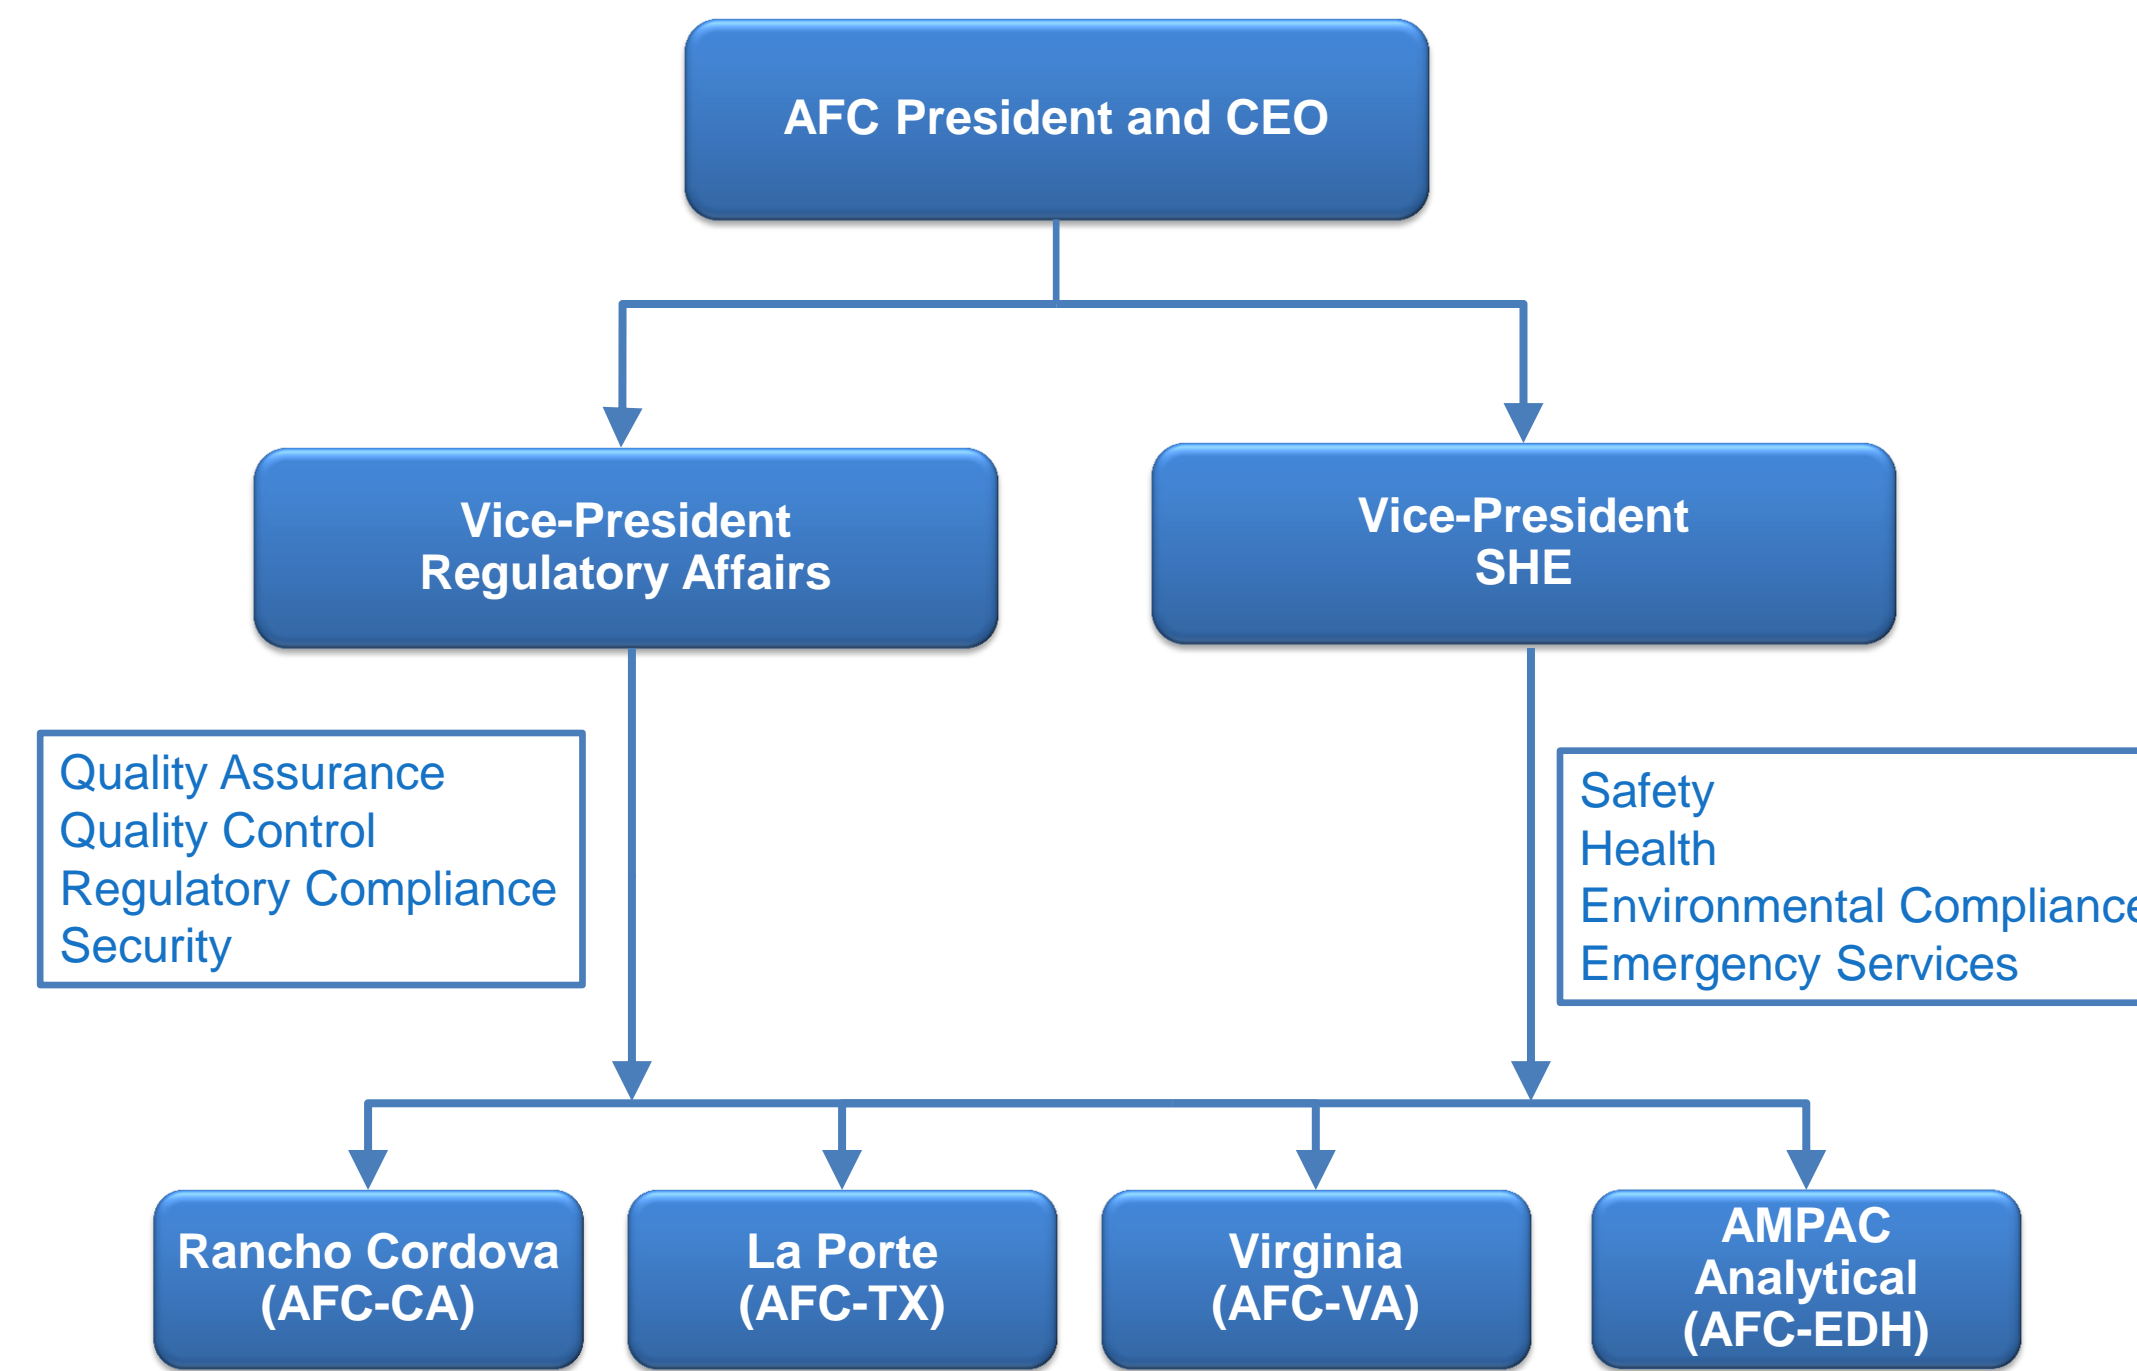 AFC President and CEO
Vice-President
Regulatory Affairs
Vice-President
SHE
Quality Assurance
Quality Control
Regulatory Compliance
Security
Safety
Health
Environmental Compliance
Emergency Services
Rancho Cordova
(AFC-CA)
La Porte
(AFC-TX)
Virginia
(AFC-VA)
AMPAC
Analytical
(AFC-EDH)